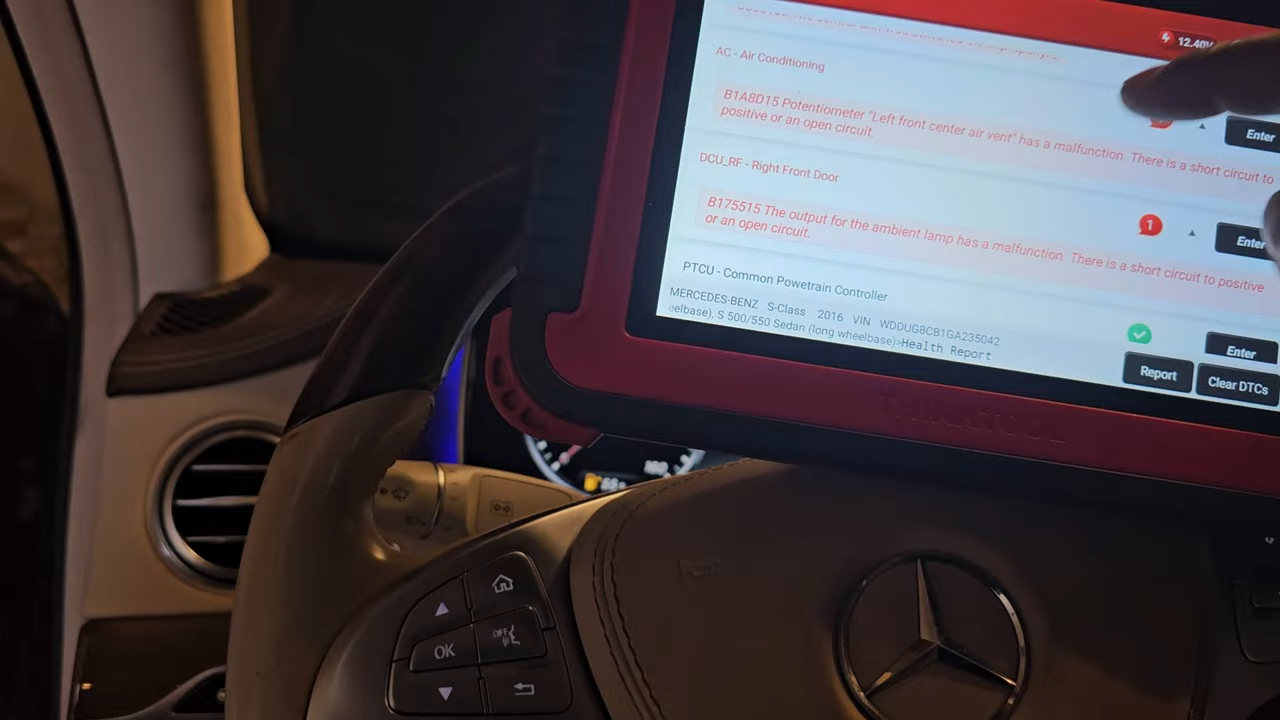 12.40V
AC - Air Conditioning
B1A8D15 Potentiometer "Left front center air vent" has a malfunction. There is a short circuit to
positive or an open circuit.
Enter
DCU_RF - Right Front Door
B175515 The output for the ambient lamp has a malfunction. There is a short circuit to positive
or an open circuit.
1
Enter
PTCU - Common Powetrain Controller
Enter
MERCEDES-BENZ S-Class 2016 VIN WDDUG8CB1GA235042
eelbase), S 500/550 Sedan (long wheelbase)>Health Report
Report
Clear DTCs
OK
OFF